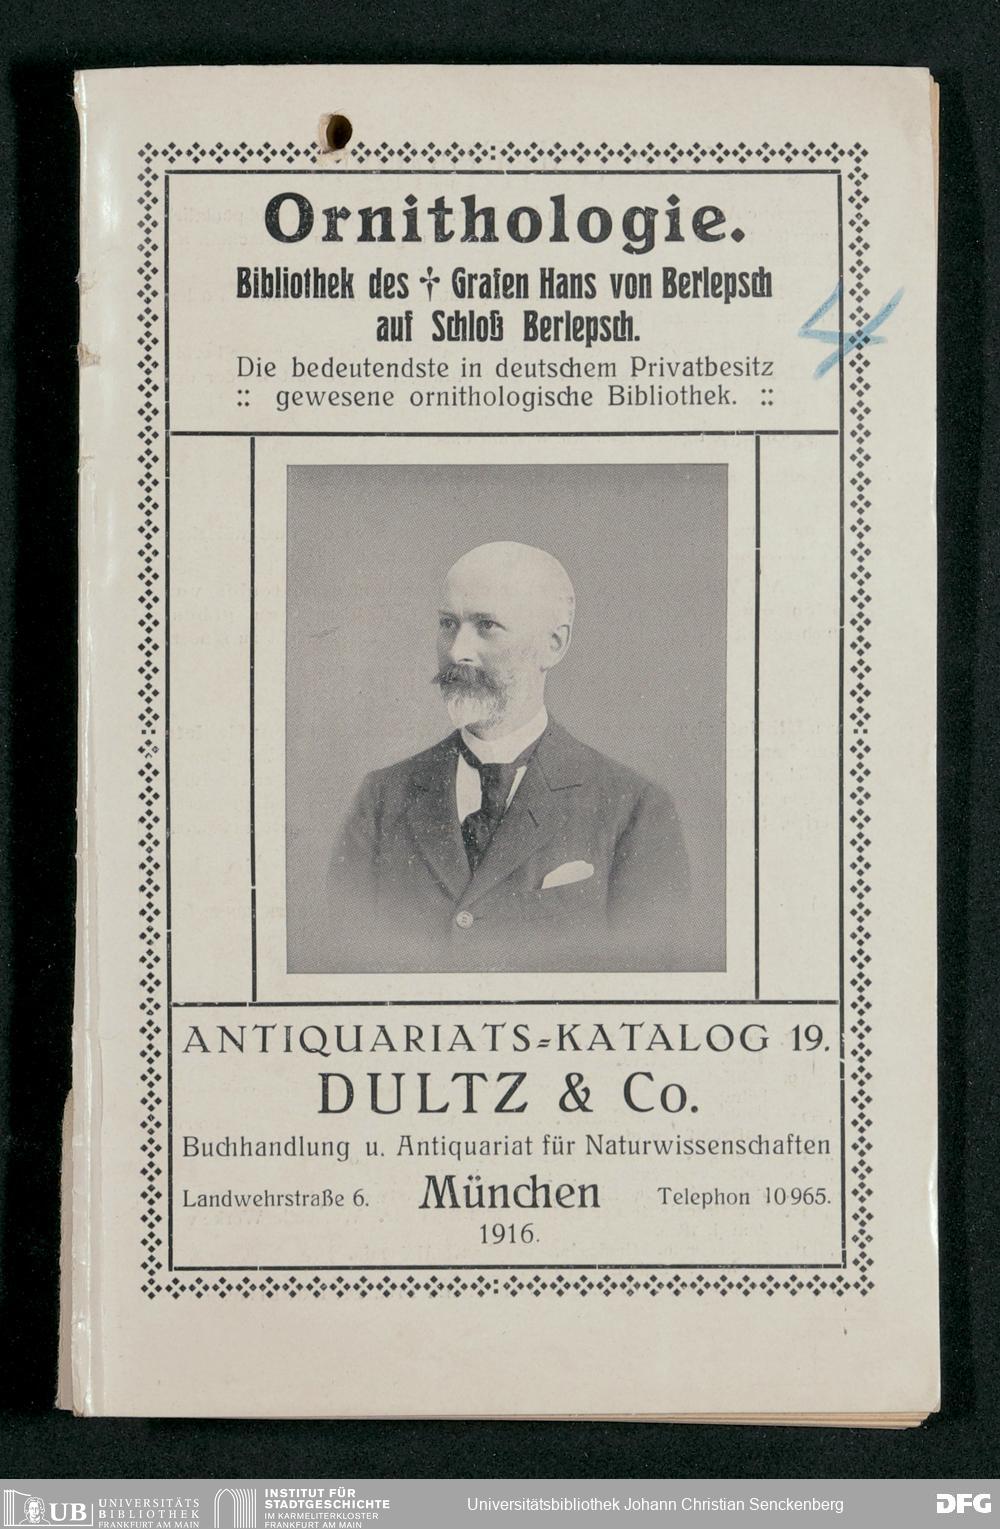 Ornithologie.
Bibliothek des † Grafen Hans von Berlepsch
auf Schloß Berlepsch.
Die bedeutendste in deutschem Privatbesitz
:: gewesene ornithologische Bibliothek. ::
4
ANTIQUARIATS-KATALOG 19.
DULTZ & Co.
Buchhandlung u. Antiquariat für Naturwissenschaften
Landwehrstraße 6. München Telephon 10965.
1916.
UB UNIVERSITÄTS
BIBLIOTHEK
FRANKFURT AM MAIN
INSTITUT FÜR
STADTGESCHICHTE
IM KARMELITERKLOSTER
FRANKFURT AM MAIN
Universitätsbibliothek Johann Christian Senckenberg
DFG